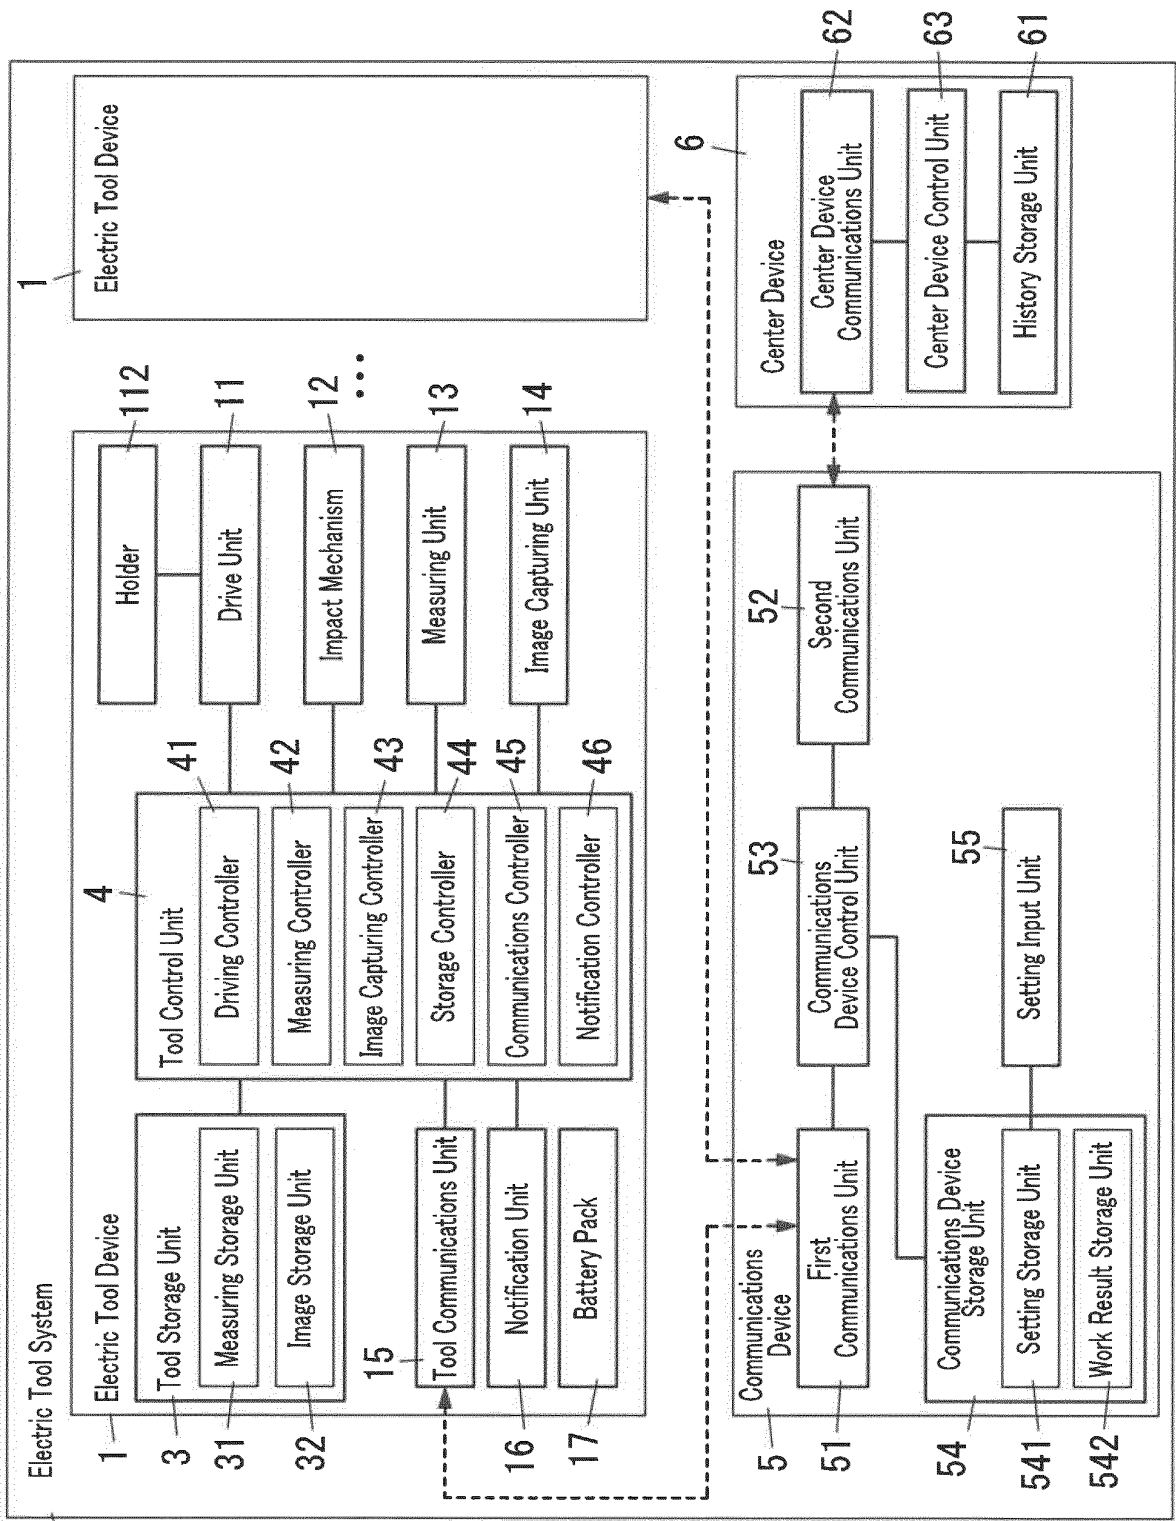 Electric Tool System
1
Electric Tool Device
3
Tool Storage Unit
31
Measuring Storage Unit
32
Image Storage Unit
15
Tool Communications Unit
16
Notification Unit
17
Battery Pack
4
Tool Control Unit
41
Driving Controller
42
Measuring Controller
43
Image Capturing Controller
44
Storage Controller
45
Communications Controller
46
Notification Controller
112
Holder
11
Drive Unit
12
Impact Mechanism
13
Measuring Unit
14
Image Capturing Unit
1
Electric Tool Device
5
Communications
Device
51
First
Communications Unit
53
Communications
Device Control Unit
52
Second
Communications Unit
54
Communications Device
Storage Unit
541
Setting Storage Unit
542
Work Result Storage Unit
55
Setting Input Unit
6
Center Device
62
Center Device
Communications Unit
63
Center Device Control Unit
61
History Storage Unit